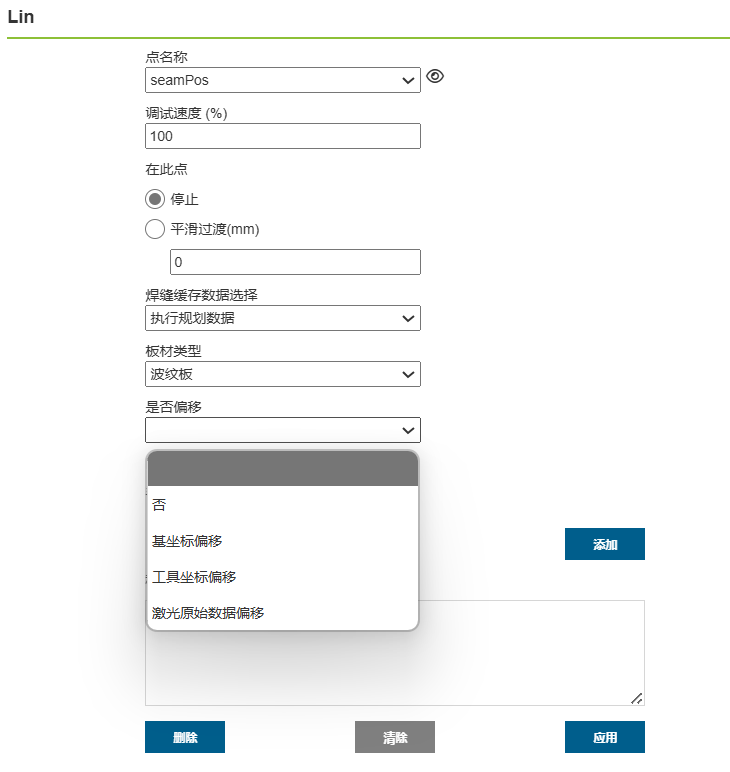 Lin
点名称
seamPos
调试速度 (%)
100
在此点
停止
平滑过渡(mm)
0
焊缝缓存数据选择
执行规划数据
板材类型
波纹板
是否偏移
否
基坐标偏移
工具坐标偏移
激光原始数据偏移
添加
删除
清除
应用